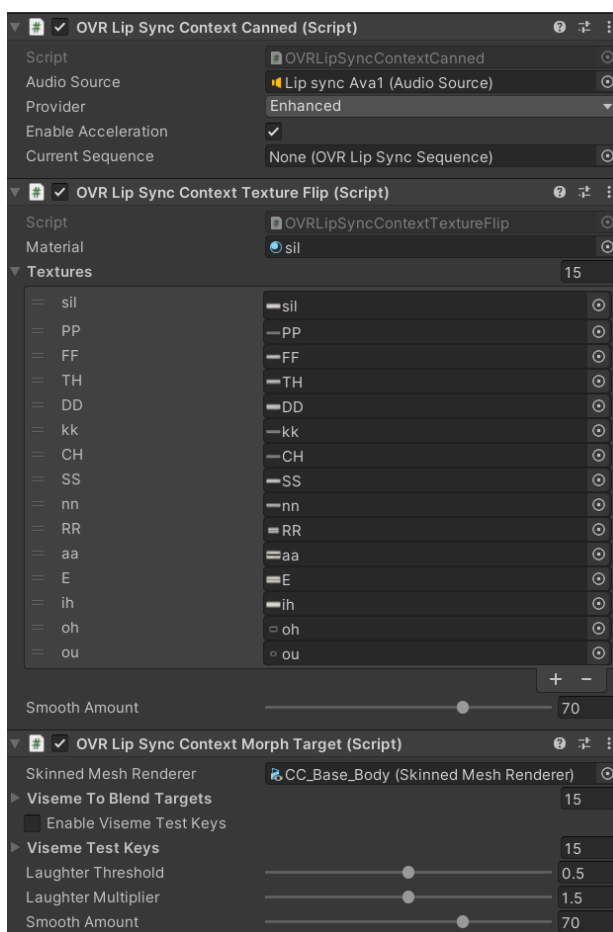 # OVR Lip Sync Context Canned (Script)
Script OVRLipSyncContextCanned
Audio Source Lip sync Ava1 (Audio Source)
Provider Enhanced
Enable Acceleration
Current Sequence None (OVR Lip Sync Sequence)
# OVR Lip Sync Context Texture Flip (Script)
Script OVRLipSyncContextTextureFlip
Material sil
Textures 15
sil sil
PP PP
FF FF
TH TH
DD DD
kk kk
CH CH
SS SS
nn nn
RR RR
aa aa
E E
ih ih
oh oh
ou ou
+ −
Smooth Amount 70
# OVR Lip Sync Context Morph Target (Script)
Skinned Mesh Renderer CC_Base_Body (Skinned Mesh Renderer)
Viseme To Blend Targets 15
Enable Viseme Test Keys
Viseme Test Keys 15
Laughter Threshold 0.5
Laughter Multiplier 1.5
Smooth Amount 70